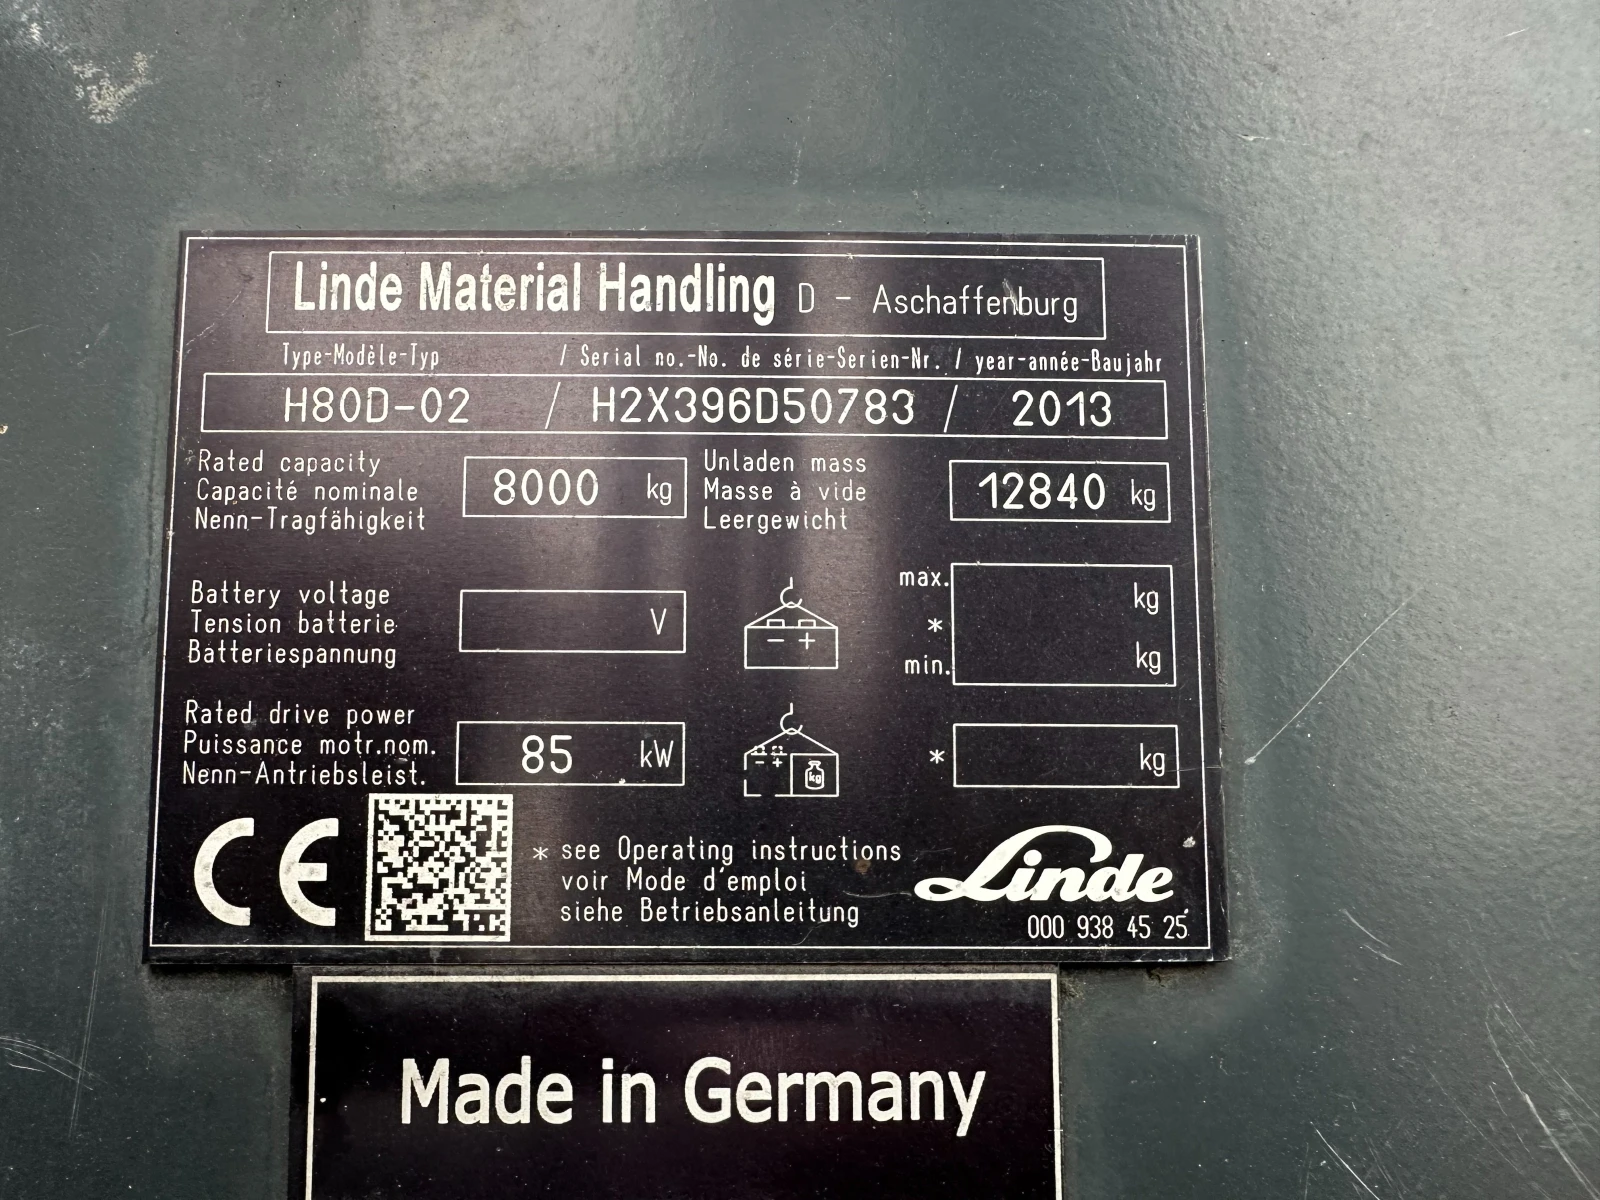 Linde Material Handling D - Aschaffenburg
Type-Modèle-Typ / Serial no.-No. de série-Serien-Nr. / year-année-Baujahr
H80D-02 / H2X396D50783 / 2013
Rated capacity
Capacité nominale
Nenn-Tragfähigkeit
8000 kg
Unladen mass
Masse à vide
Leergewicht
12840 kg
Battery voltage
Tension batterie
Batteriespannung
V
- +
max. kg
*
min. kg
Rated drive power
Puissance motr.nom.
Nenn-Antriebsleist.
85 kW
- +
kg
* kg
CE
* see Operating instructions
voir Mode d'emploi
siehe Betriebsanleitung
Linde
000 938 45 25
Made in Germany